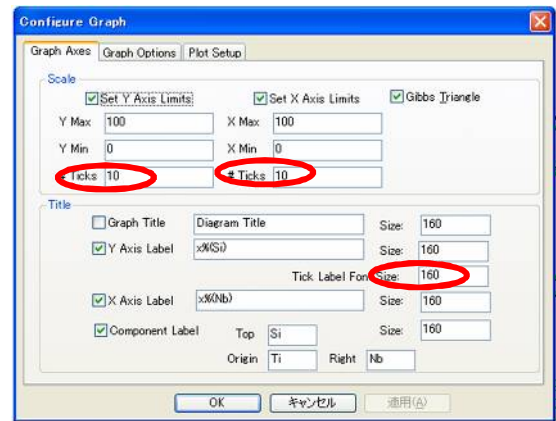 Configure Graph
Graph Axes Graph Options Plot Setup
Scale
Set Y Axis Limits Set X Axis Limits Gibbs Triangle
Y Max 100 X Max 100
Y Min 0 X Min 0
# Ticks 10 # Ticks 10
Title
Graph Title Diagram Title Size: 160
Y Axis Label x%(Si) Size: 160
Tick Label Fon Size: 160
X Axis Label x%(Nb) Size: 160
Component Label Top Si Size: 160
Origin Ti Right Nb
OK キャンセル 適用(A)